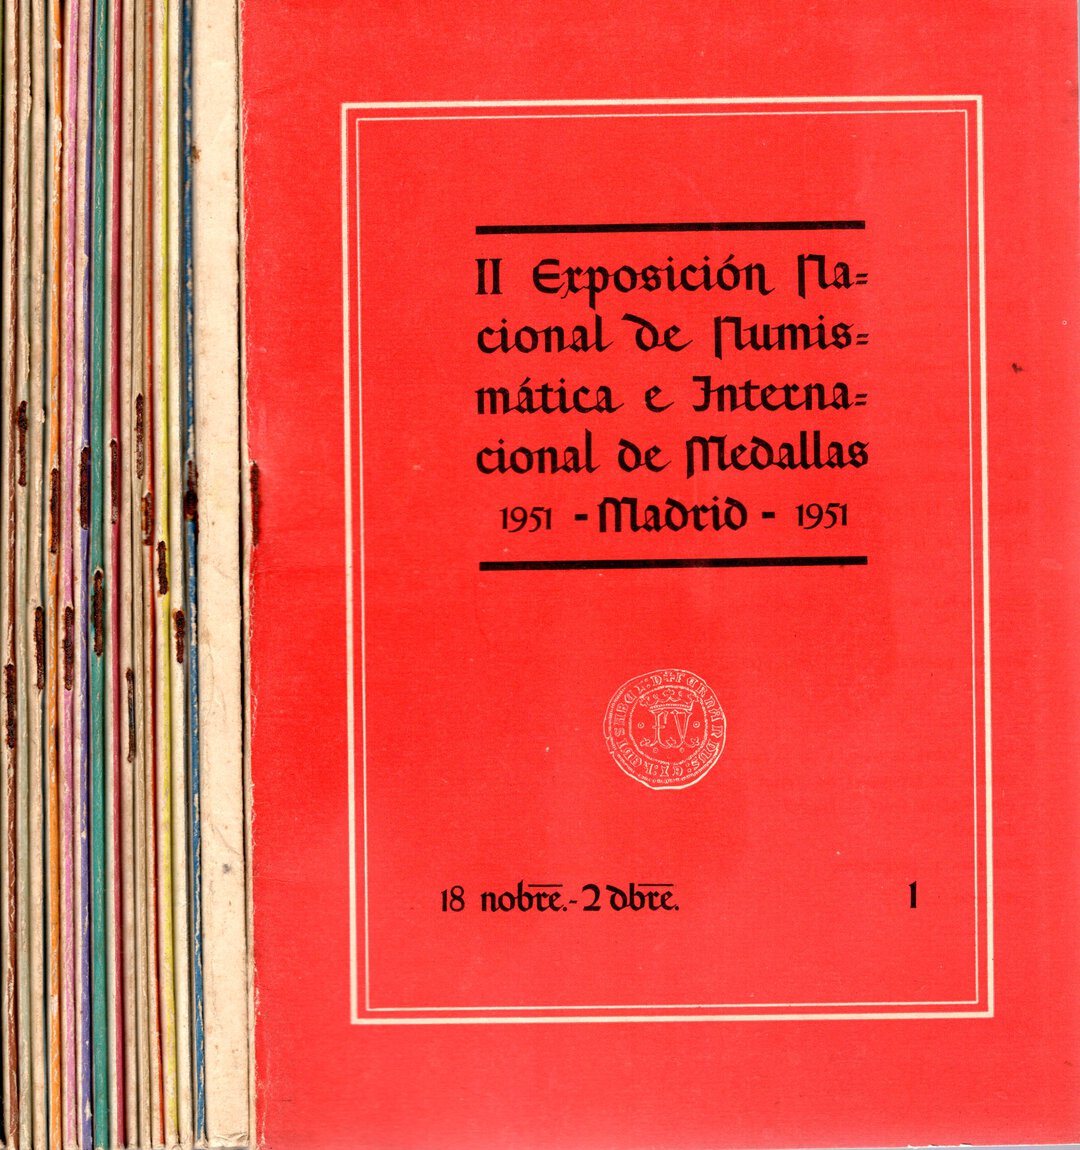 II Exposición Na=
cional de Numis=
mática e Interna=
cional de Medallas
1951 - Madrid - 1951
18 nobre.-2 dbre.
1